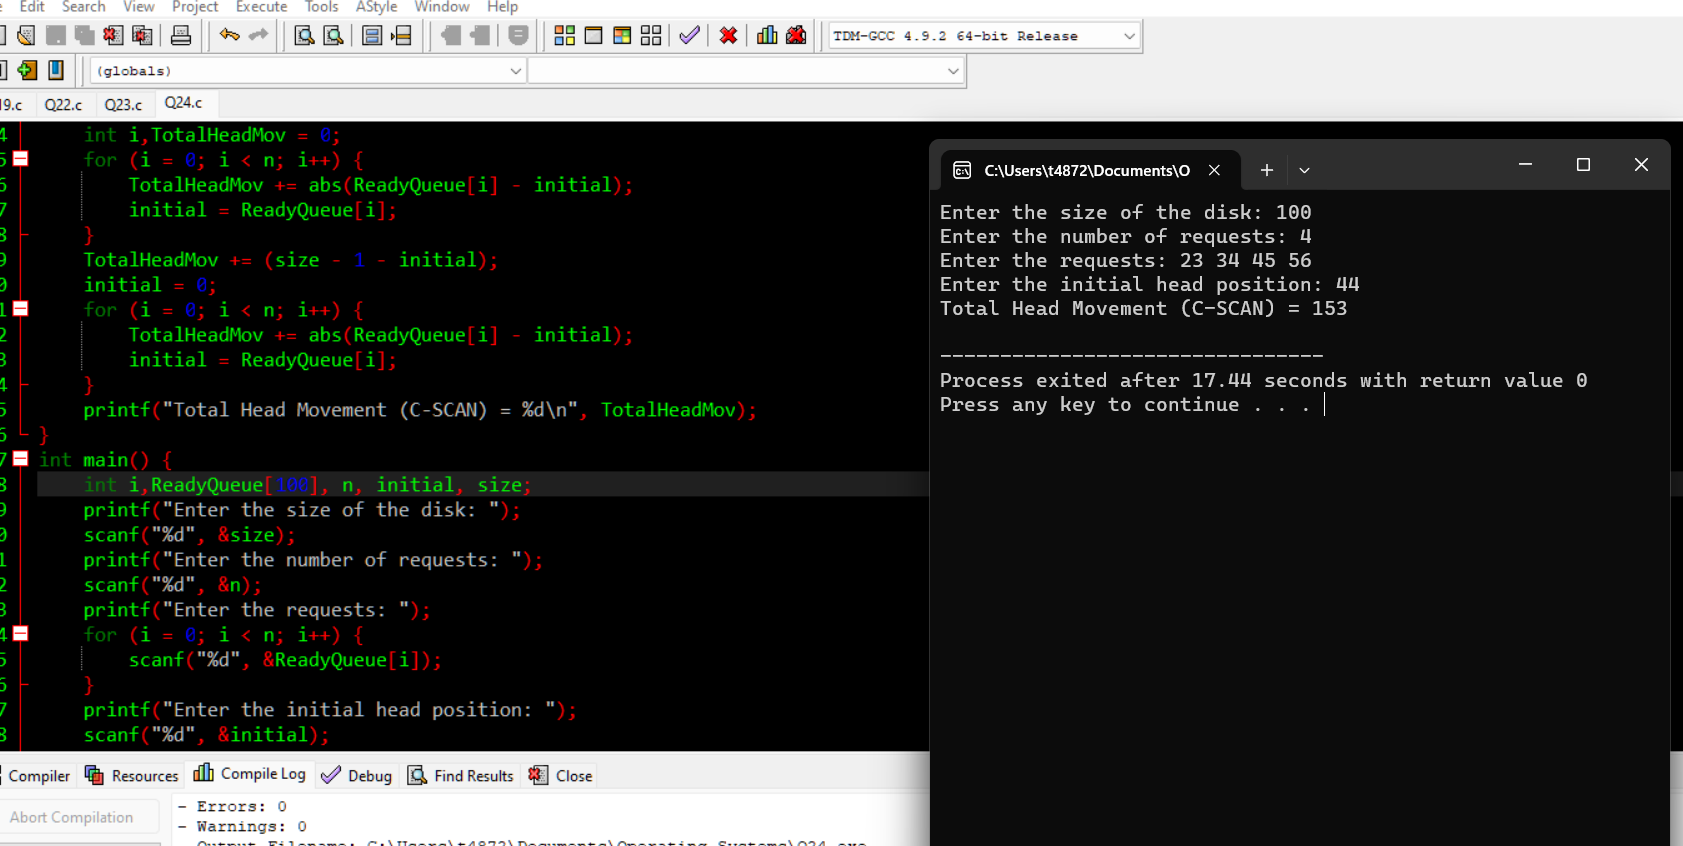 Edit Search View Project Execute Tools AStyle Window Help
TDM-GCC 4.9.2 64-bit Release
(globals)
19.c Q22.c Q23.c Q24.c
4 int i,TotalHeadMov = 0;
5 for (i = 0; i < n; i++) {
6 TotalHeadMov += abs(ReadyQueue[i] - initial);
7 initial = ReadyQueue[i];
8 }
9 TotalHeadMov += (size - 1 - initial);
0 initial = 0;
1 for (i = 0; i < n; i++) {
2 TotalHeadMov += abs(ReadyQueue[i] - initial);
3 initial = ReadyQueue[i];
4 }
5 printf("Total Head Movement (C-SCAN) = %d\n", TotalHeadMov);
6 }
7 int main() {
8 int i,ReadyQueue[100], n, initial, size;
9 printf("Enter the size of the disk: ");
0 scanf("%d", &size);
1 printf("Enter the number of requests: ");
2 scanf("%d", &n);
3 printf("Enter the requests: ");
4 for (i = 0; i < n; i++) {
5 scanf("%d", &ReadyQueue[i]);
6 }
7 printf("Enter the initial head position: ");
8 scanf("%d", &initial);
C:\Users\t4872\Documents\O
Enter the size of the disk: 100
Enter the number of requests: 4
Enter the requests: 23 34 45 56
Enter the initial head position: 44
Total Head Movement (C-SCAN) = 153
--------------------------------
Process exited after 17.44 seconds with return value 0
Press any key to continue . . .
Compiler Resources Compile Log Debug Find Results Close
Abort Compilation
- Errors: 0
- Warnings: 0
- Output Filename: C:\Users\t4872\Documents\Operating Systems\Q24.exe